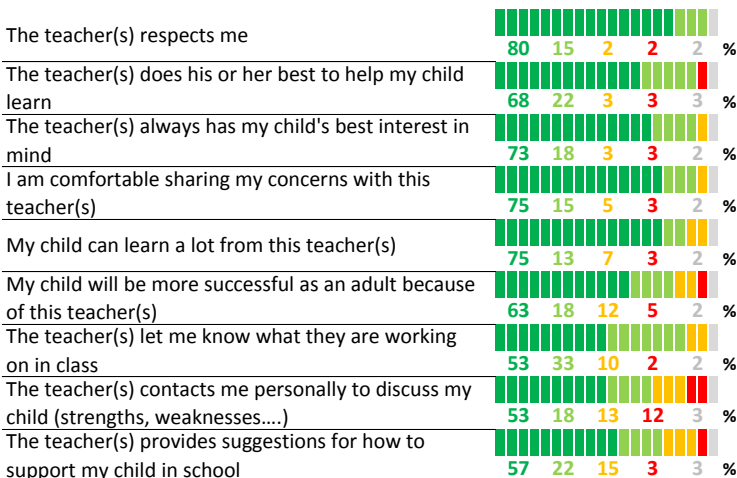 The teacher(s) respects me
80 15 2 2 2 %
The teacher(s) does his or her best to help my child
learn
68 22 3 3 3 %
The teacher(s) always has my child's best interest in
mind
73 18 3 3 2 %
I am comfortable sharing my concerns with this
teacher(s)
75 15 5 3 2 %
My child can learn a lot from this teacher(s)
75 13 7 3 2 %
My child will be more successful as an adult because
of this teacher(s)
63 18 12 5 2 %
The teacher(s) let me know what they are working
on in class
53 33 10 2 2 %
The teacher(s) contacts me personally to discuss my
child (strengths, weaknesses....)
53 18 13 12 3 %
The teacher(s) provides suggestions for how to
support my child in school
57 22 15 3 3 %